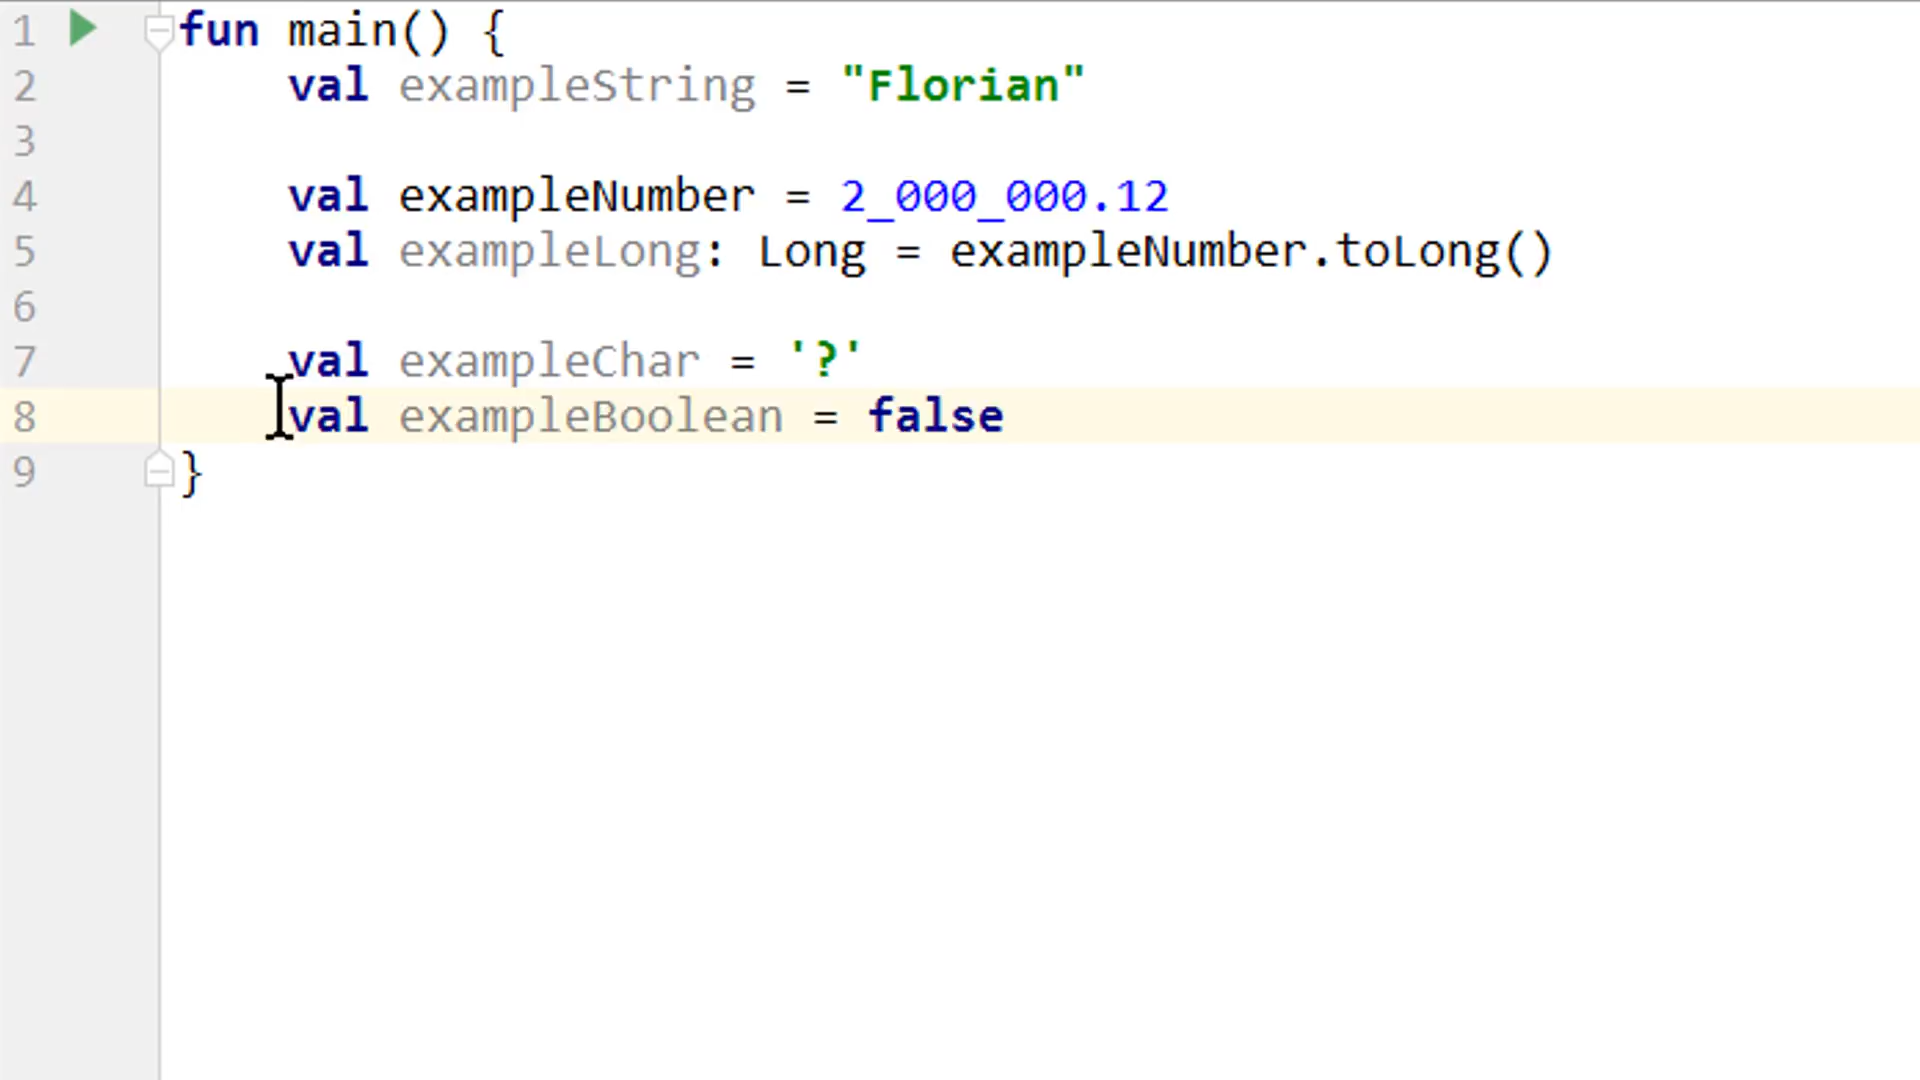 1 fun main() {
2 val exampleString = "Florian"
3
4 val exampleNumber = 2_000_000.12
5 val exampleLong: Long = exampleNumber.toLong()
6
7 val exampleChar = '?'
8 val exampleBoolean = false
9 }